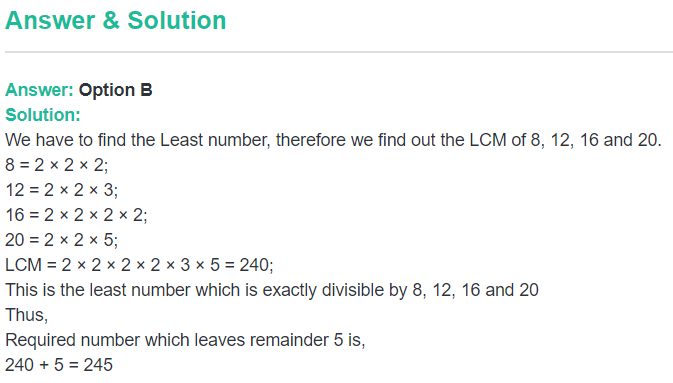 Answer & Solution
Answer: Option B
Solution:
We have to find the Least number, therefore we find out the LCM of 8, 12, 16 and 20.
8 = 2 × 2 × 2;
12 = 2 × 2 × 3;
16 = 2 × 2 × 2 × 2;
20 = 2 × 2 × 5;
LCM = 2 × 2 × 2 × 2 × 3 × 5 = 240;
This is the least number which is exactly divisible by 8, 12, 16 and 20
Thus,
Required number which leaves remainder 5 is,
240 + 5 = 245